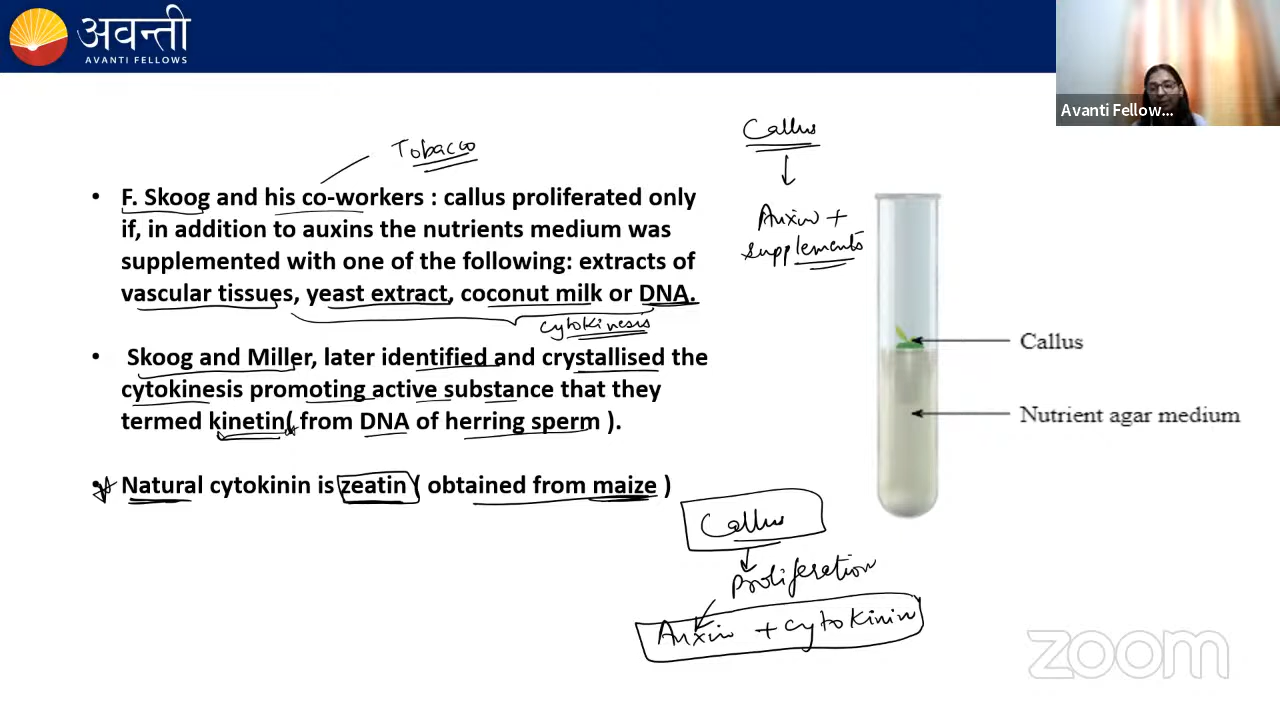 अवन्ती
AVANTI FELLOWS
Avanti Fellow...
Tobacco
• F. Skoog and his co-workers : callus proliferated only
if, in addition to auxins the nutrients medium was
supplemented with one of the following: extracts of
vascular tissues, yeast extract, coconut milk or DNA.
cytokinesis
• Skoog and Miller, later identified and crystallised the
cytokinesis promoting active substance that they
termed kinetin( from DNA of herring sperm ).
• Natural cytokinin is zeatin ( obtained from maize )
Callus
Auxin +
supplements
Callus
Nutrient agar medium
Callus
Proliferation
Auxin + cytokinin
zoom